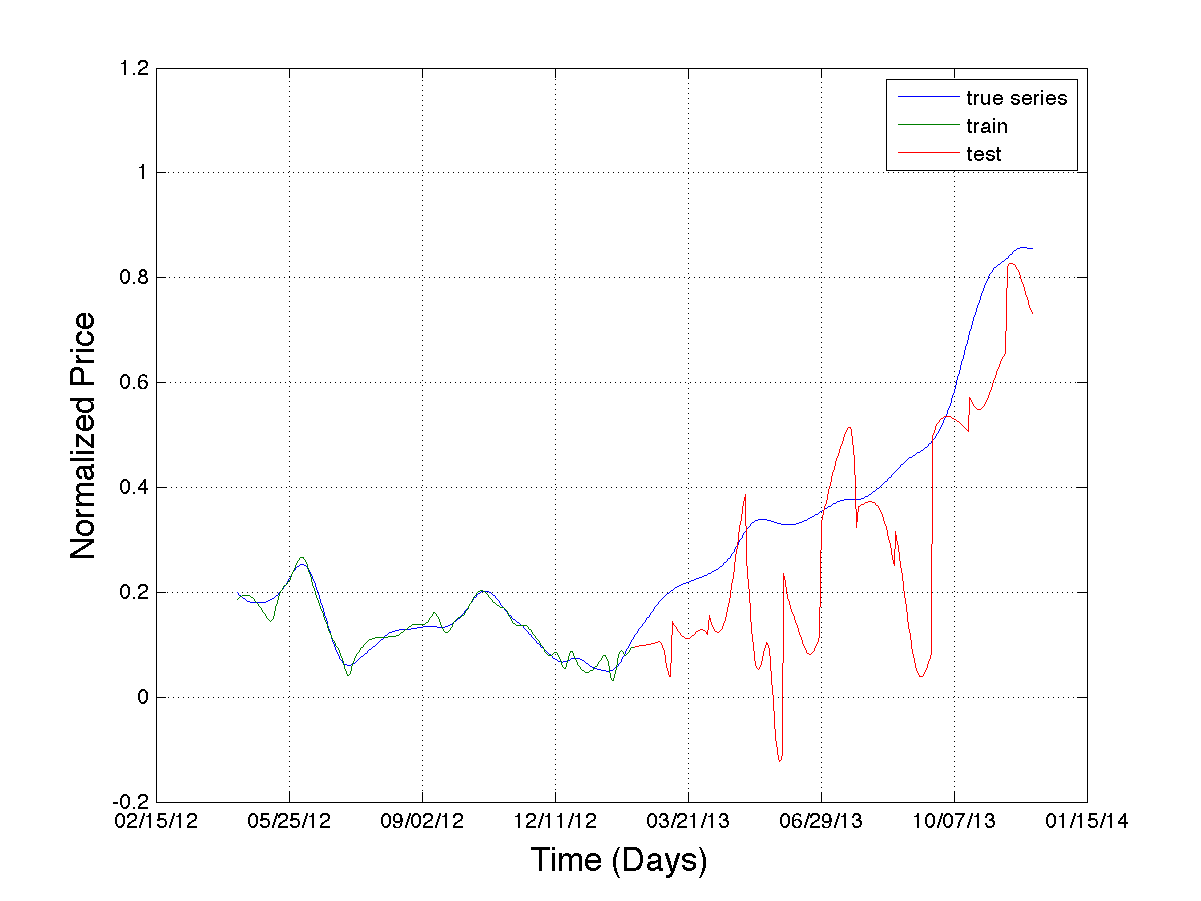 1.2
1
0.8
0.6
0.4
0.2
0
-0.2
Normalized Price
true series
train
test
02/15/12 05/25/12 09/02/12 12/11/12 03/21/13 06/29/13 10/07/13 01/15/14
Time (Days)